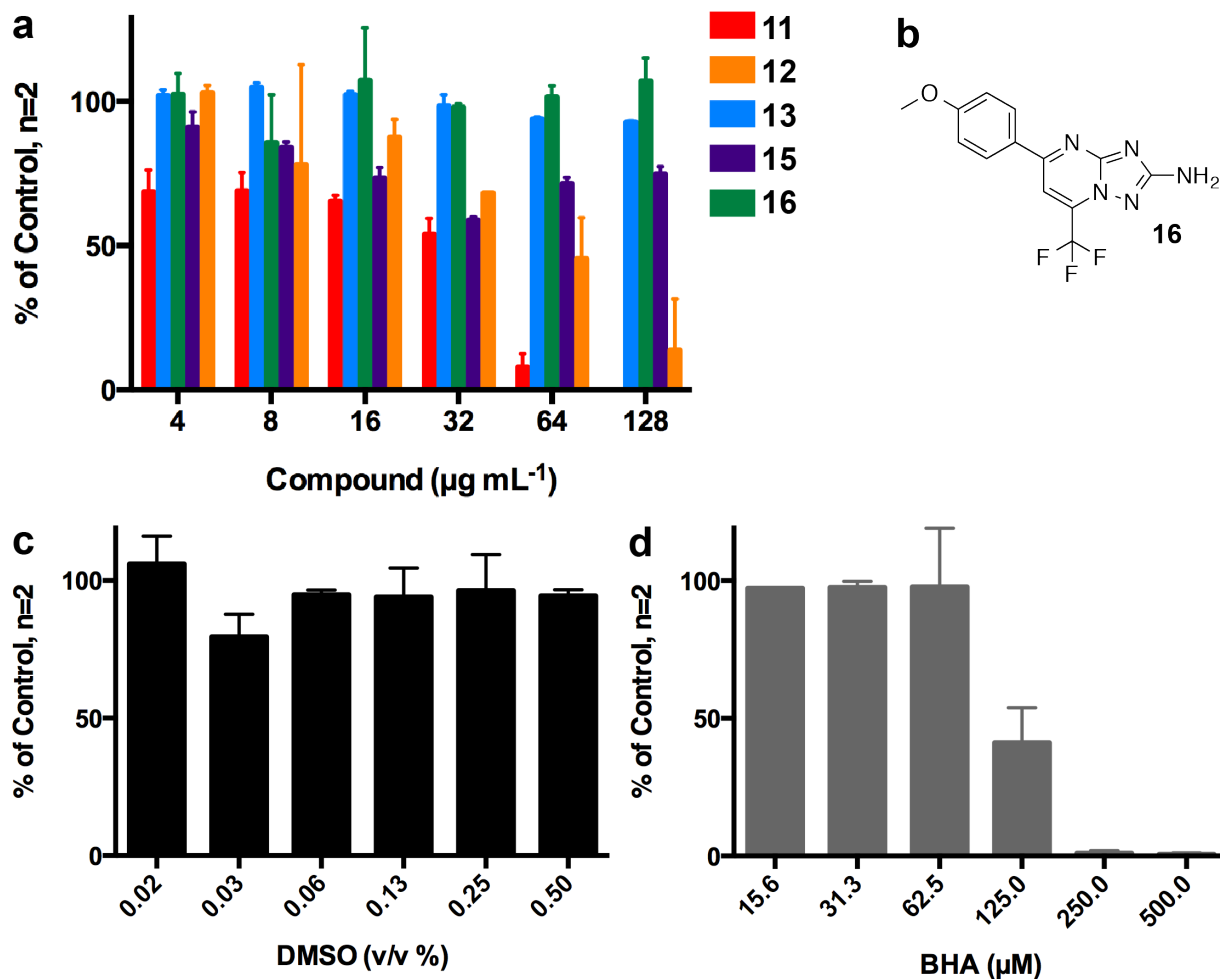 a
% of Control, n=2
100
50
0
4 8 16 32 64 128
Compound (µg mL-1)
11
12
13
15
16
b
O
N
N
NH2
N
N
F
F
F
16
c
% of Control, n=2
100
50
0
0.02 0.03 0.06 0.13 0.25 0.50
DMSO (v/v %)
d
% of Control, n=2
100
50
0
15.6 31.3 62.5 125.0 250.0 500.0
BHA (µM)